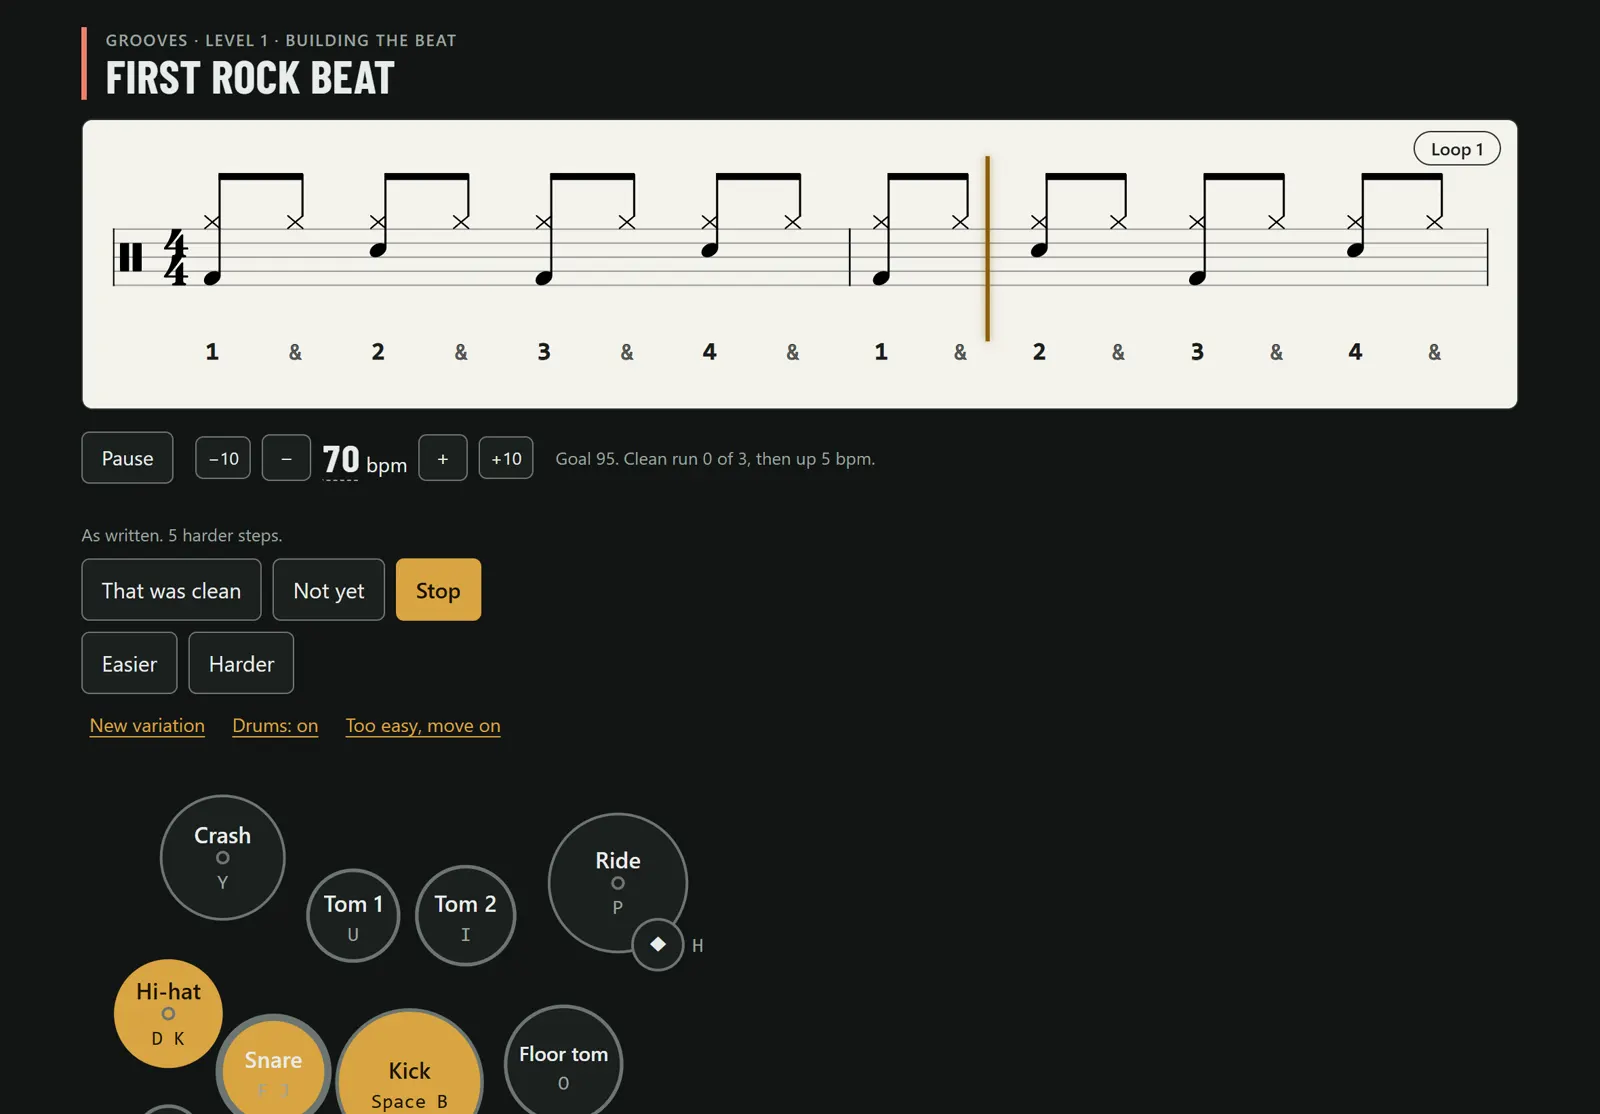 GROOVES · LEVEL 1 · BUILDING THE BEAT
FIRST ROCK BEAT
Loop 1
4
4
1 & 2 & 3 & 4 & 1 & 2 & 3 & 4 &
Pause −10 − 70 bpm + +10 Goal 95. Clean run 0 of 3, then up 5 bpm.
As written. 5 harder steps.
That was clean Not yet Stop
Easier Harder
New variation Drums: on Too easy, move on
Crash
Y
Ride
P
Tom 1
U
Tom 2
I
H
Hi-hat
D K
Snare
Kick
Space B
Floor tom
O